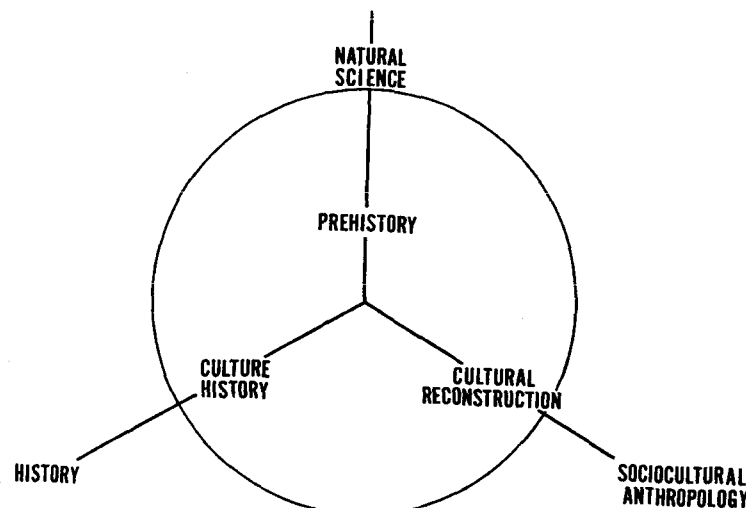 NATURAL
SCIENCE
PREHISTORY
CULTURE
HISTORY
CULTURAL
RECONSTRUCTION
HISTORY
SOCIOCULTURAL
ANTHROPOLOGY